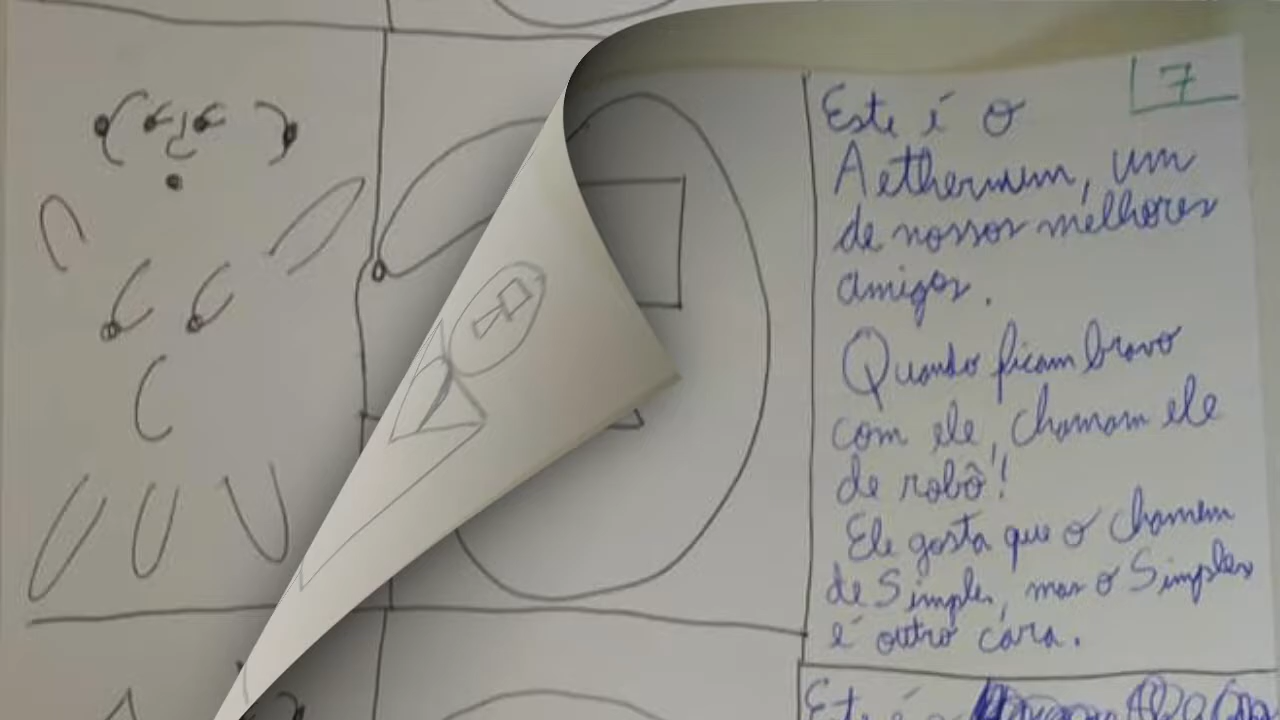 7
Este é o
Aethernum, um
de nossos melhores
amigos.
Quando ficam bravo
com ele, chamam ele
de robô!
Ele gosta que o chamem
de Simples, mas o Simples
é outro cara.
Este é o